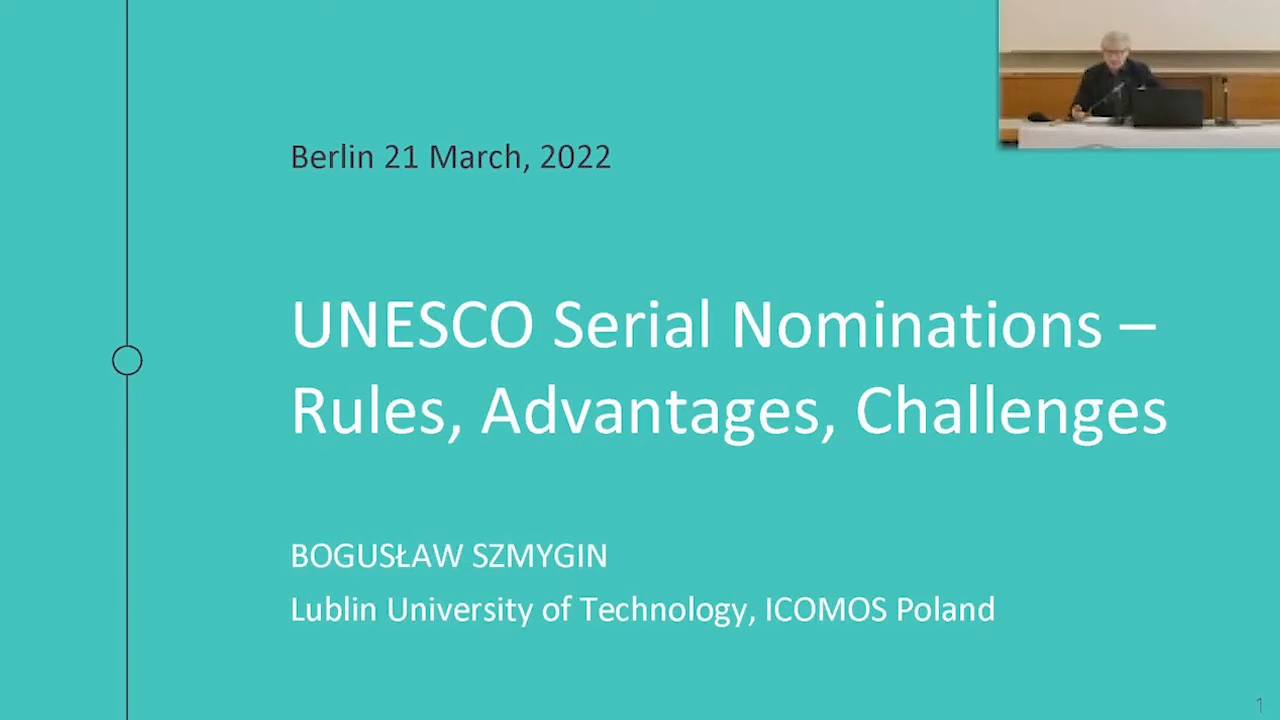 Berlin 21 March, 2022
UNESCO Serial Nominations –
Rules, Advantages, Challenges
BOGUSŁAW SZMYGIN
Lublin University of Technology, ICOMOS Poland
1